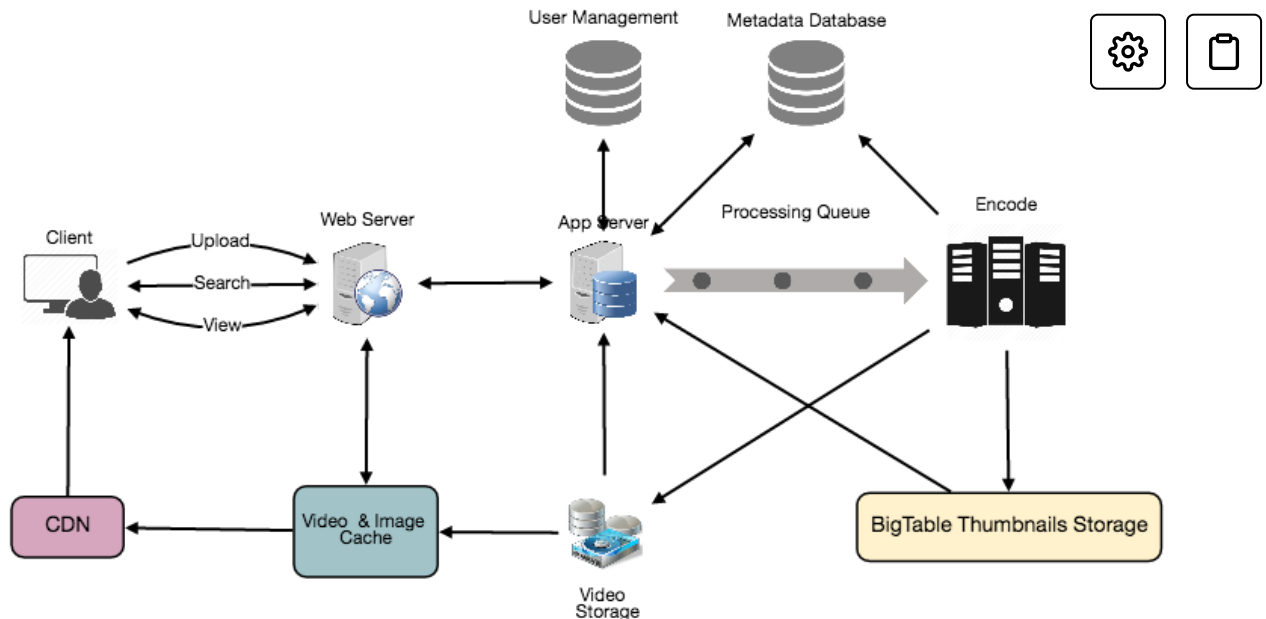 User Management
Metadata Database
Processing Queue
Encode
Web Server
App Server
Client
Upload
Search
View
CDN
Video & Image
Cache
BigTable Thumbnails Storage
Video
Storage